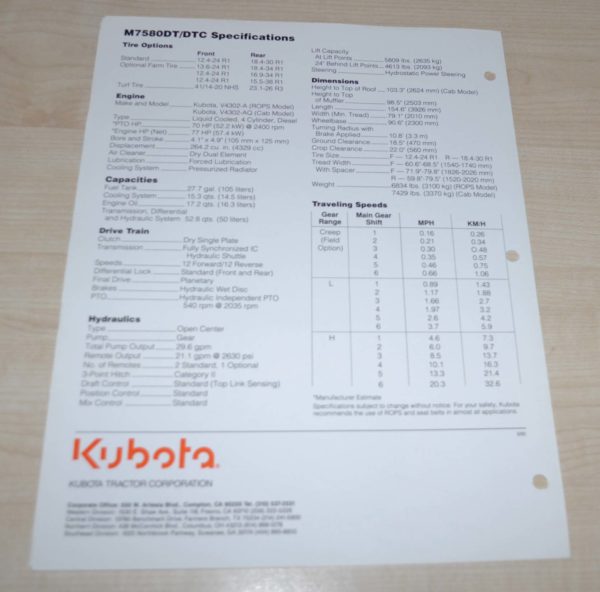 M7580DT/DTC Specifications
Tire Options
Front Rear
Standard 12.4-24 R1 18.4-30 R1
Optional Farm Tire 13.6-24 R1 18.4-34 R1
12.4-24 R1 16.9-34 R1
12.4-24 R1 15.5-38 R1
Turf Tire 41/14-20 NHS 23.1-26 R3
Engine
Make and Model Kubota, V4302-A (ROPS Model)
Kubota, V4302-AQ (Cab Model)
Type Liquid Cooled, 4 Cylinder, Diesel
*PTO HP 70 HP (52.2 kW) @ 2400 rpm
*Engine HP (Net) 77 HP (57.4 kW)
Bore and Stroke 4.1" x 4.9" (105 mm x 125 mm)
Displacement 264.2 cu. in. (4329 cc)
Air Cleaner Dry Dual Element
Lubrication Forced Lubrication
Cooling System Pressurized Radiator
Capacities
Fuel Tank 27.7 gal. (105 liters)
Cooling System 15.3 qts. (14.5 liters)
Engine Oil 17.2 qts. (16.3 liters)
Transmission, Differential
and Hydraulic System 52.8 qts. (50 liters)
Drive Train
Clutch Dry Single Plate
Transmission Fully Synchronized IC
Hydraulic Shuttle
Speeds 12 Forward/12 Reverse
Differential Lock Standard (Front and Rear)
Final Drive Planetary
Brakes Hydraulic Wet Disc
PTO Hydraulic Independent PTO
540 rpm @ 2035 rpm
Hydraulics
Type Open Center
Pump Gear
Total Pump Output 29.6 gpm
Remote Output 21.1 gpm @ 2630 psi
No. of Remotes 2 Standard, 1 Optional
3-Point Hitch Category II
Draft Control Standard (Top Link Sensing)
Position Control Standard
Mix Control Standard
Lift Capacity
At Lift Points 5809 lbs. (2635 kg)
24" Behind Lift Points 4613 lbs. (2093 kg)
Steering Hydrostatic Power Steering
Dimensions
Height to Top of Roof 103.3" (2624 mm) (Cab Model)
Height to Top
of Muffler 98.5" (2503 mm)
Length 154.6" (3926 mm)
Width (Min. Tread) 79.1" (2010 mm)
Wheelbase 90.6" (2300 mm)
Turning Radius with
Brake Applied 10.8' (3.3 m)
Ground Clearance 18.5" (470 mm)
Crop Clearance 22.0" (560 mm)
Tire Size F — 12.4-24 R1 R — 18.4-30 R1
Tread Width F — 60.6"-68.5" (1540-1740 mm)
With Spacer F — 71.9"-79.8" (1826-2026 mm)
R — 59.8"-79.5" (1520-2020 mm)
Weight 6834 lbs. (3100 kg) (ROPS Model)
7429 lbs. (3370 kg) (Cab Model)
Traveling Speeds
Gear Range Main Gear Shift MPH KM/H
Creep 1 0.16 0.26
(Field 2 0.21 0.34
Option) 3 0.30 0.48
4 0.35 0.57
5 0.46 0.75
6 0.66 1.06
L 1 0.89 1.43
2 1.17 1.88
3 1.66 2.7
4 1.97 3.2
5 2.6 4.2
6 3.7 5.9
H 1 4.6 7.3
2 6.0 9.7
3 8.5 13.7
4 10.1 16.3
5 13.3 21.4
6 20.3 32.6
*Manufacturer Estimate
Specifications subject to change without notice. For your safety, Kubota
recommends the use of ROPS and seat belts in almost all applications.
Kubota
KUBOTA TRACTOR CORPORATION
Corporate Office: Compton, CA
Western Division:
Central Division:
Northern Division: Columbus, OH
Southeast Division: Suwanee, GA